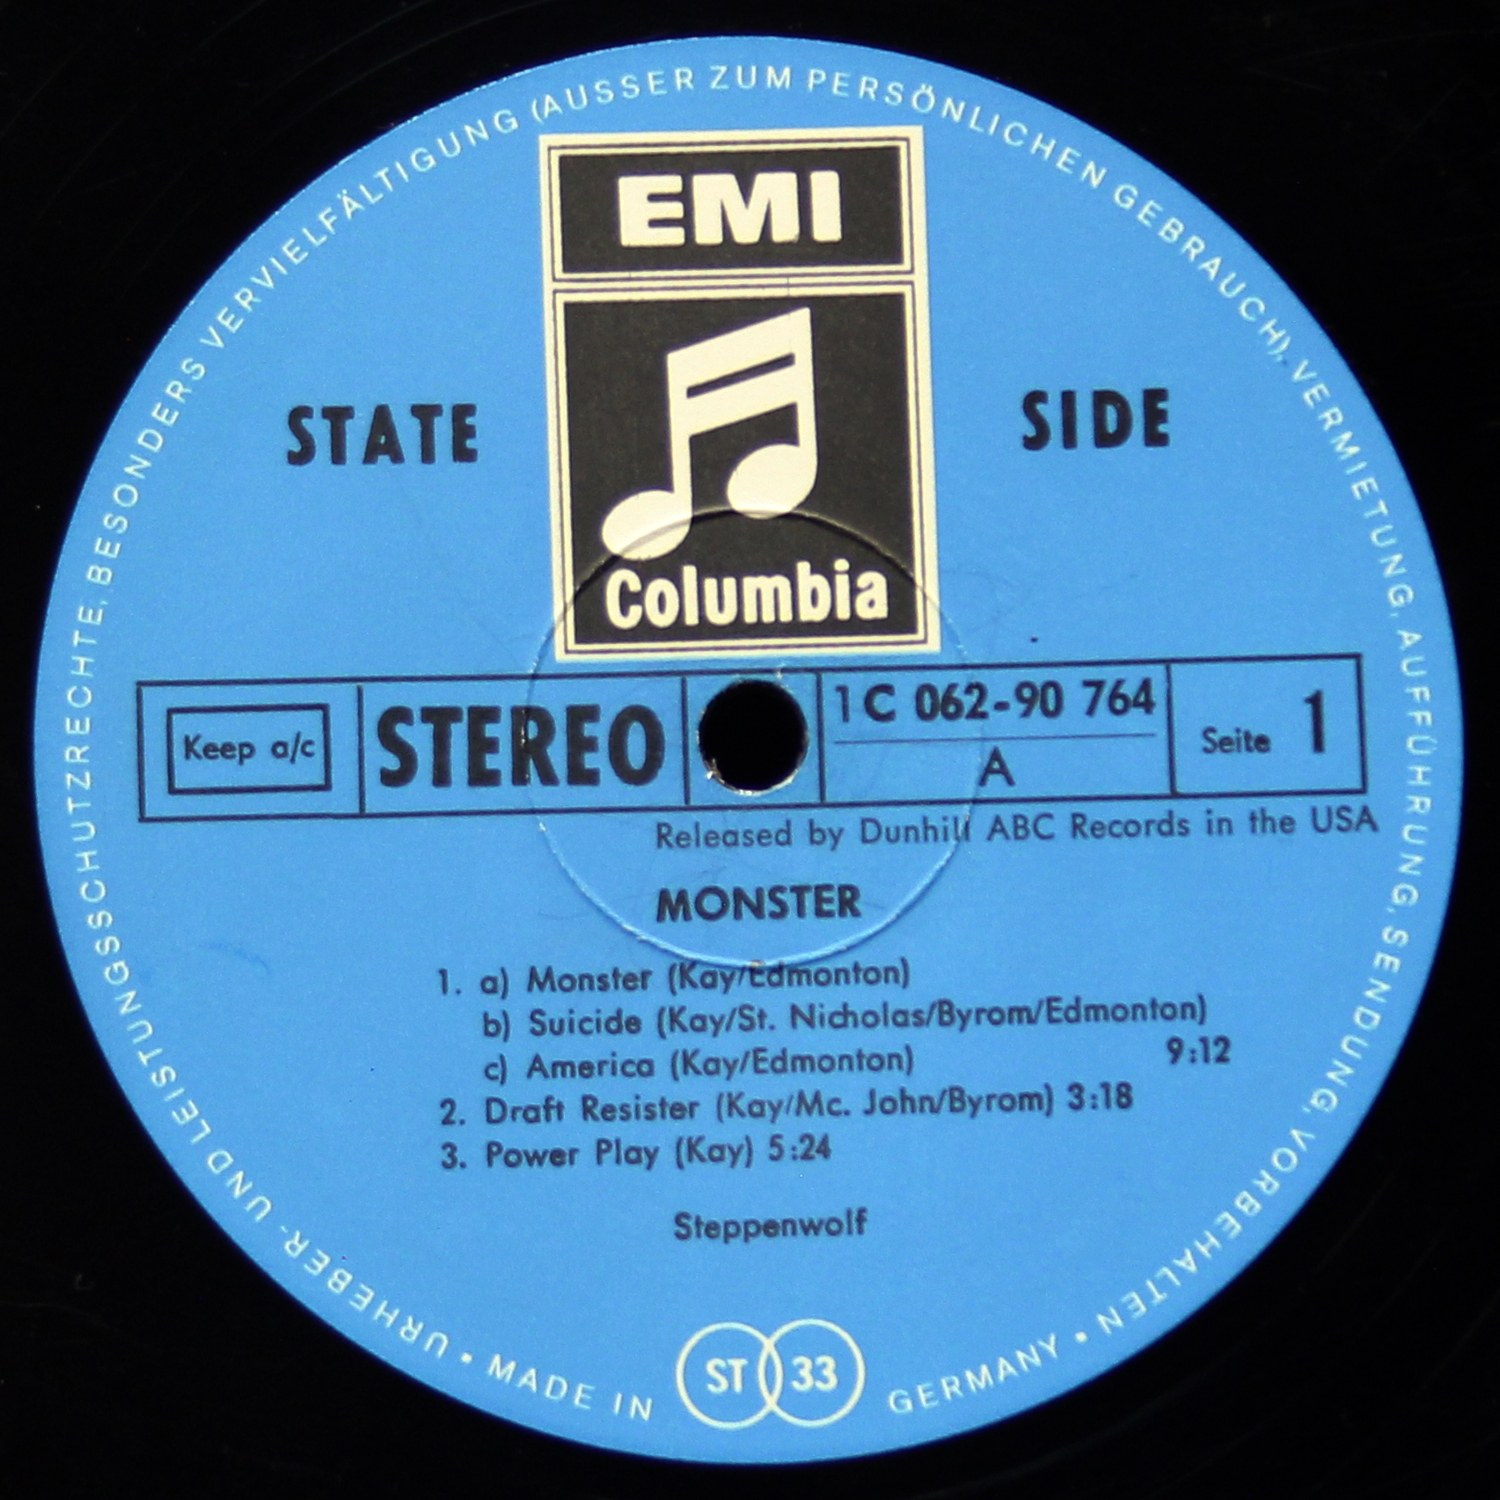 URHEBER- UND LEISTUNGSSCHUTZRECHTE, BESONDERS VERVIELFÄLTIGUNG (AUSSER ZUM PERSÖNLICHEN GEBRAUCH), VERMIETUNG, AUFFÜHRUNG, SENDUNG, VORBEHALTEN •
EMI
STATE SIDE
Columbia
Keep a/c STEREO 1 C 062-90 764 Seite 1
A
Released by Dunhill ABC Records in the USA
MONSTER
1. a) Monster (Kay/Edmonton)
b) Suicide (Kay/St. Nicholas/Byrom/Edmonton)
c) America (Kay/Edmonton) 9:12
2. Draft Resister (Kay/Mc. John/Byrom) 3:18
3. Power Play (Kay) 5:24
Steppenwolf
• MADE IN ST 33 GERMANY